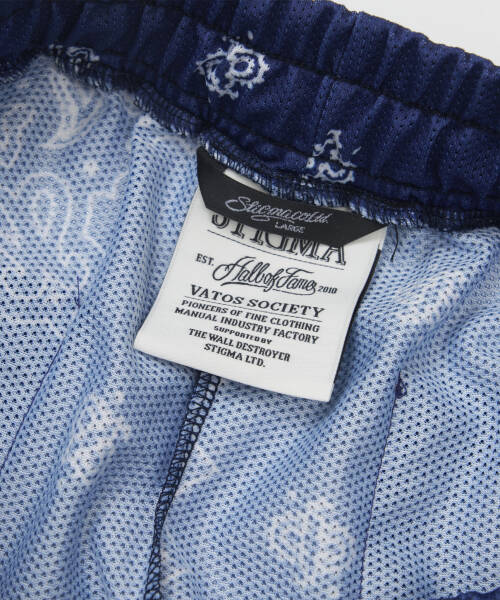 Stigma co.ltd.
LARGE
STIGMA
EST. Hall of Fame 2010
VATOS SOCIETY
PIONEERS OF FINE CLOTHING
MANUAL INDUSTRY FACTORY
SUPPORTED BY
THE WALL DESTROYER
STIGMA LTD.